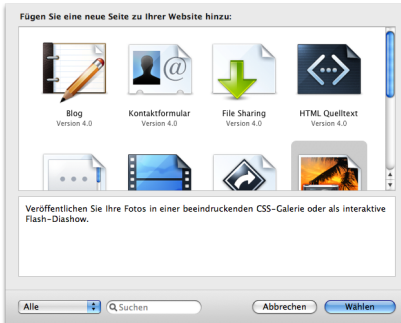 Fügen Sie eine neue Seite zu Ihrer Website hinzu:
Blog
Version 4.0
Kontaktformular
Version 4.0
File Sharing
Version 4.0
HTML Quelltext
Version 4.0
Veröffentlichen Sie Ihre Fotos in einer beeindruckenden CSS-Galerie oder als interaktive
Flash-Diashow.
Alle
Suchen
Abbrechen
Wählen